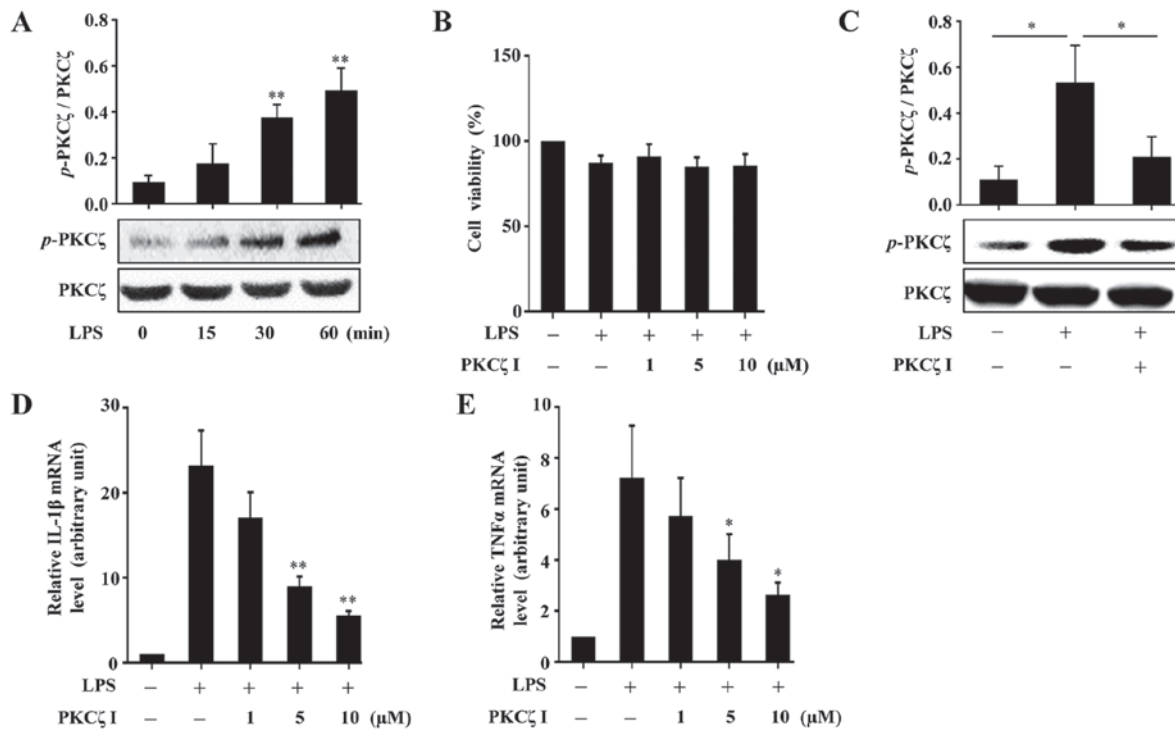 A
p-PKCζ / PKCζ
0.8
0.6
0.4
0.2
0.0
**
**
p-PKCζ
PKCζ
LPS 0 15 30 60 (min)
B
Cell viability (%)
150
100
50
0
LPS − + + + +
PKCζ I − − 1 5 10 (μM)
C
p-PKCζ / PKCζ
0.8
0.6
0.4
0.2
0.0
* *
p-PKCζ
PKCζ
LPS − + +
PKCζ I − − +
D
Relative IL-1β mRNA
level (arbitrary unit)
30
20
10
0
**
**
LPS − + + + +
PKCζ I − − 1 5 10 (μM)
E
Relative TNFα mRNA
level (arbitrary unit)
10
8
6
4
2
0
*
*
LPS − + + + +
PKCζ I − − 1 5 10 (μM)